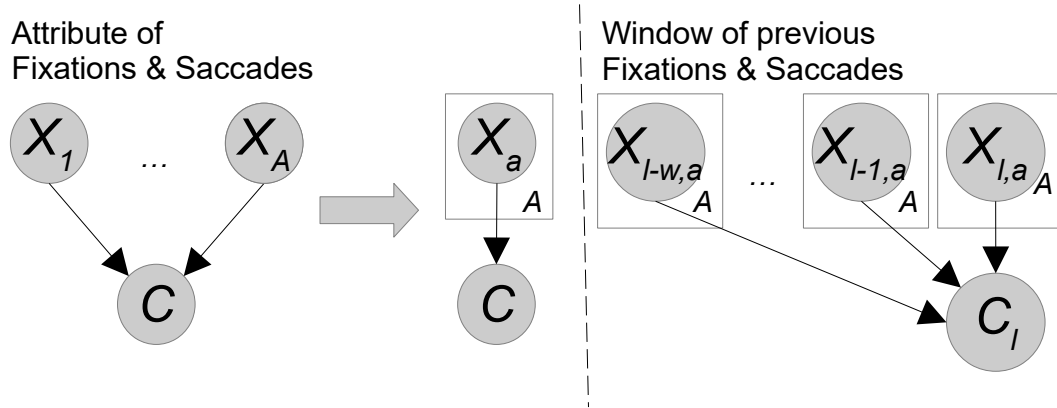 Attribute of
Fixations & Saccades
X1 ... XA
C
Xa
A
C
Window of previous
Fixations & Saccades
Xl-w,a
A
...
Xl-1,a
A
Xl,a
A
Cl